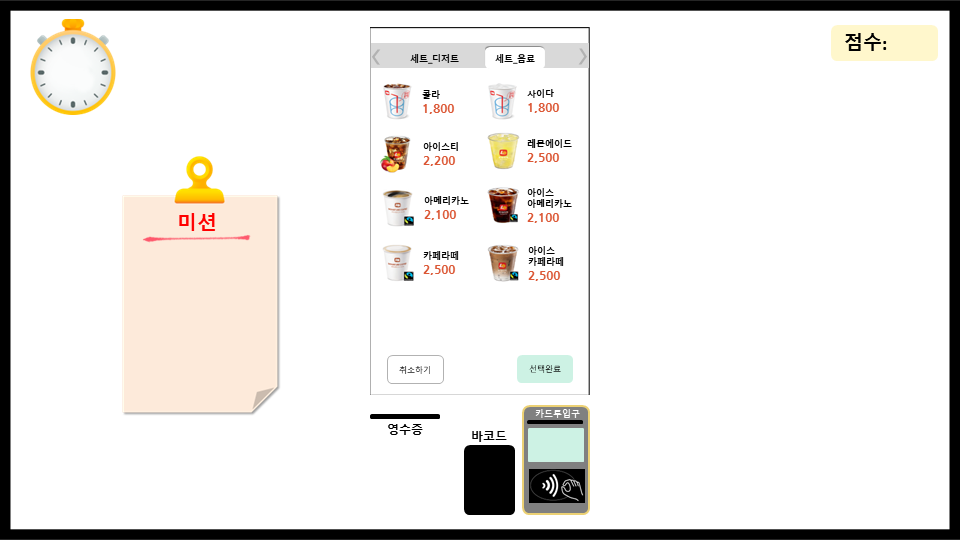 점수:
세트_디저트
세트_음료
콜라
1,800
사이다
1,800
아이스티
2,200
레몬에이드
2,500
미션
아메리카노
2,100
아이스
아메리카노
2,100
카페라떼
2,500
아이스
카페라떼
2,500
취소하기
선택완료
영수증
바코드
카드투입구